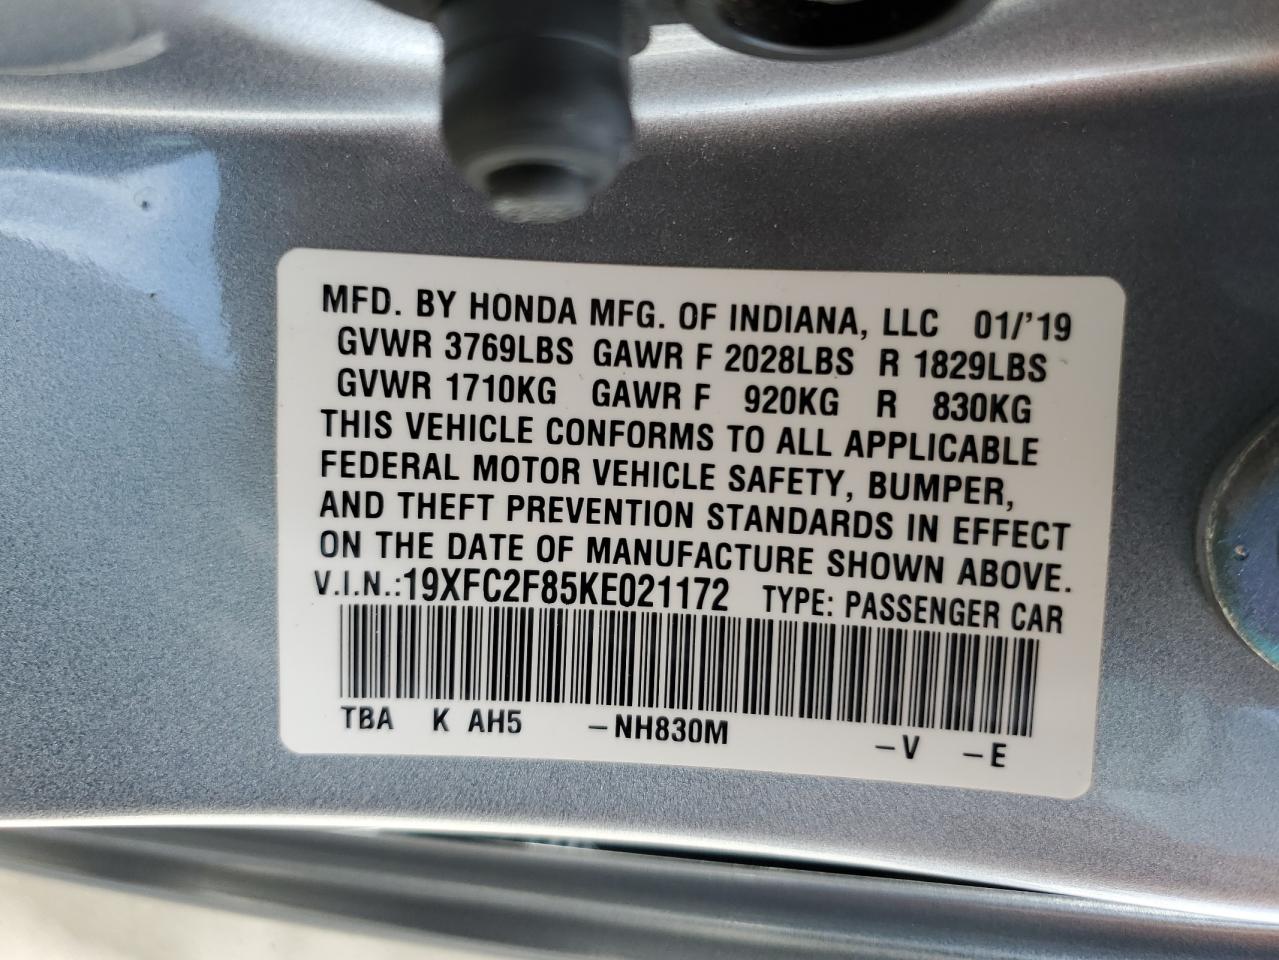 MFD. BY HONDA MFG. OF INDIANA, LLC 01/'19
GVWR 3769LBS GAWR F 2028LBS R 1829LBS
GVWR 1710KG GAWR F 920KG R 830KG
THIS VEHICLE CONFORMS TO ALL APPLICABLE
FEDERAL MOTOR VEHICLE SAFETY, BUMPER,
AND THEFT PREVENTION STANDARDS IN EFFECT
ON THE DATE OF MANUFACTURE SHOWN ABOVE.
V.I.N.:19XFC2F85KE021172 TYPE: PASSENGER CAR
TBA K AH5 –NH830M –V –E